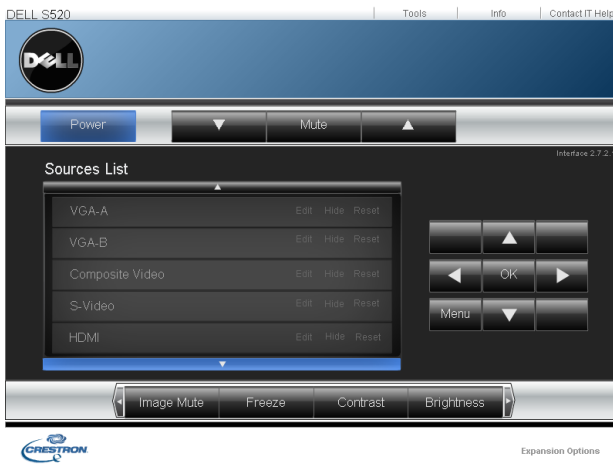 DELL S520
Tools Info Contact IT Help
DELL
Power Mute
Interface 2.7.2.
Sources List
VGA-A Edit Hide Reset
VGA-B Edit Hide Reset
Composite Video Edit Hide Reset
S-Video Edit Hide Reset
HDMI Edit Hide Reset
OK
Menu
Image Mute Freeze Contrast Brightness
CRESTRON
Expansion Options